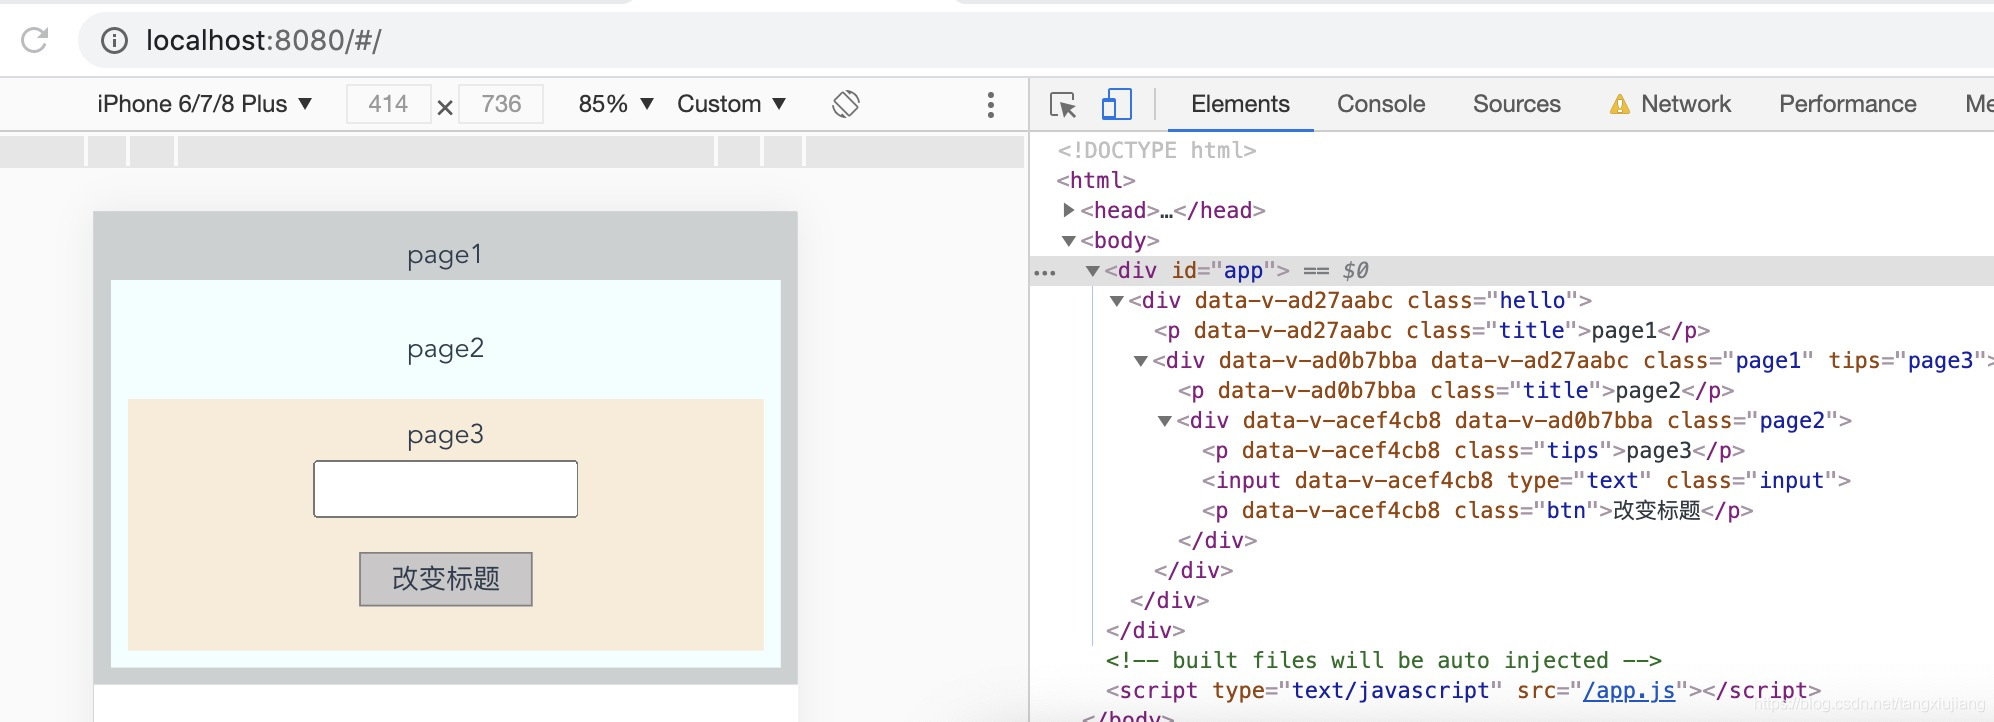 localhost:8080/#/
iPhone 6/7/8 Plus ▼ 414 × 736 85% ▼ Custom ▼
Elements Console Sources Network Performance Me
page1
page2
page3
改变标题
<!DOCTYPE html>
<html>
▶<head>…</head>
▼<body>
… ▼<div id="app"> == $0
▼<div data-v-ad27aabc class="hello">
<p data-v-ad27aabc class="title">page1</p>
▼<div data-v-ad0b7bba data-v-ad27aabc class="page1" tips="page3">
<p data-v-ad0b7bba class="title">page2</p>
▼<div data-v-acef4cb8 data-v-ad0b7bba class="page2">
<p data-v-acef4cb8 class="tips">page3</p>
<input data-v-acef4cb8 type="text" class="input">
<p data-v-acef4cb8 class="btn">改变标题</p>
</div>
</div>
</div>
</div>
<!-- built files will be auto injected -->
<script type="text/javascript" src="/app.js"></script>
</body>
https://blog.csdn.net/tangxiujiang